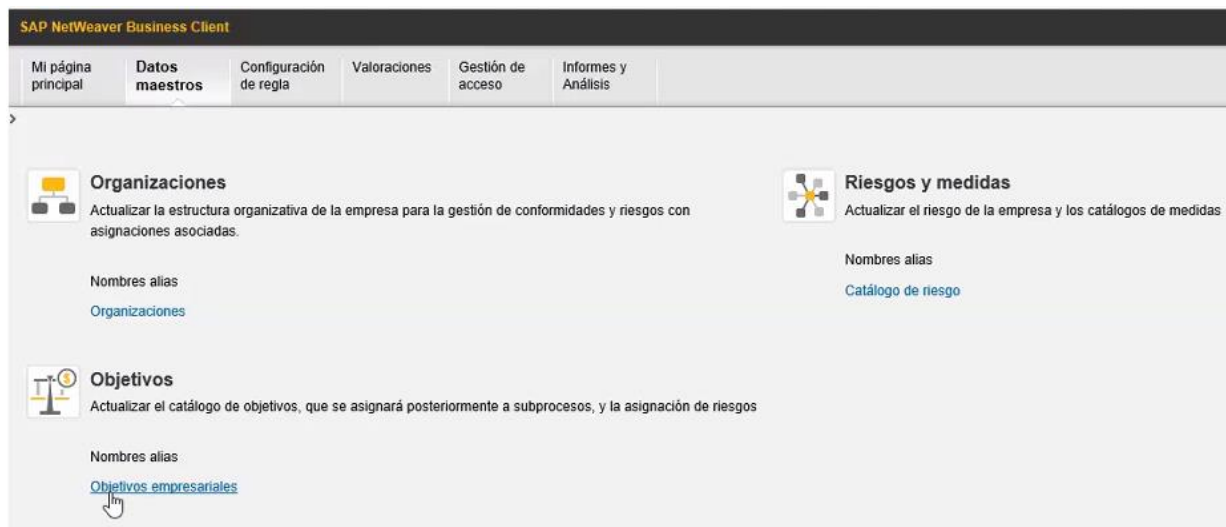 SAP NetWeaver Business Client
Mi página principal
Datos maestros
Configuración de regla
Valoraciones
Gestión de acceso
Informes y Análisis
Organizaciones
Actualizar la estructura organizativa de la empresa para la gestión de conformidades y riesgos con
asignaciones asociadas.
Nombres alias
Organizaciones
Riesgos y medidas
Actualizar el riesgo de la empresa y los catálogos de medidas
Nombres alias
Catálogo de riesgo
Objetivos
Actualizar el catálogo de objetivos, que se asignará posteriormente a subprocesos, y la asignación de riesgos
Nombres alias
Objetivos empresariales